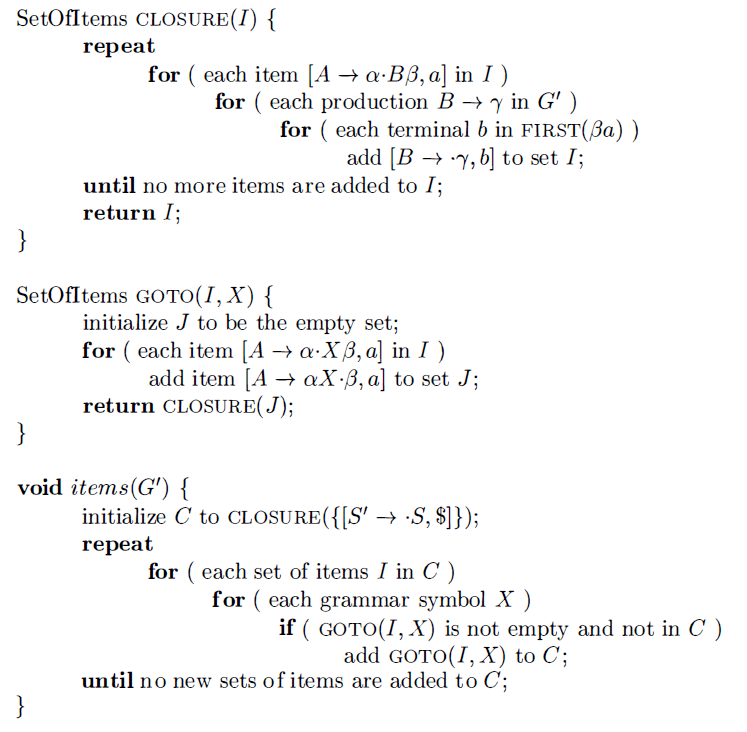 SetOfItems CLOSURE(I) {
repeat
for ( each item [A → α·Bβ, a] in I )
for ( each production B → γ in G′ )
for ( each terminal b in FIRST(βa) )
add [B → ·γ, b] to set I;
until no more items are added to I;
return I;
}
SetOfItems GOTO(I, X) {
initialize J to be the empty set;
for ( each item [A → α·Xβ, a] in I )
add item [A → αX·β, a] to set J;
return CLOSURE(J);
}
void items(G′) {
initialize C to CLOSURE({[S′ → ·S, $]});
repeat
for ( each set of items I in C )
for ( each grammar symbol X )
if ( GOTO(I, X) is not empty and not in C )
add GOTO(I, X) to C;
until no new sets of items are added to C;
}